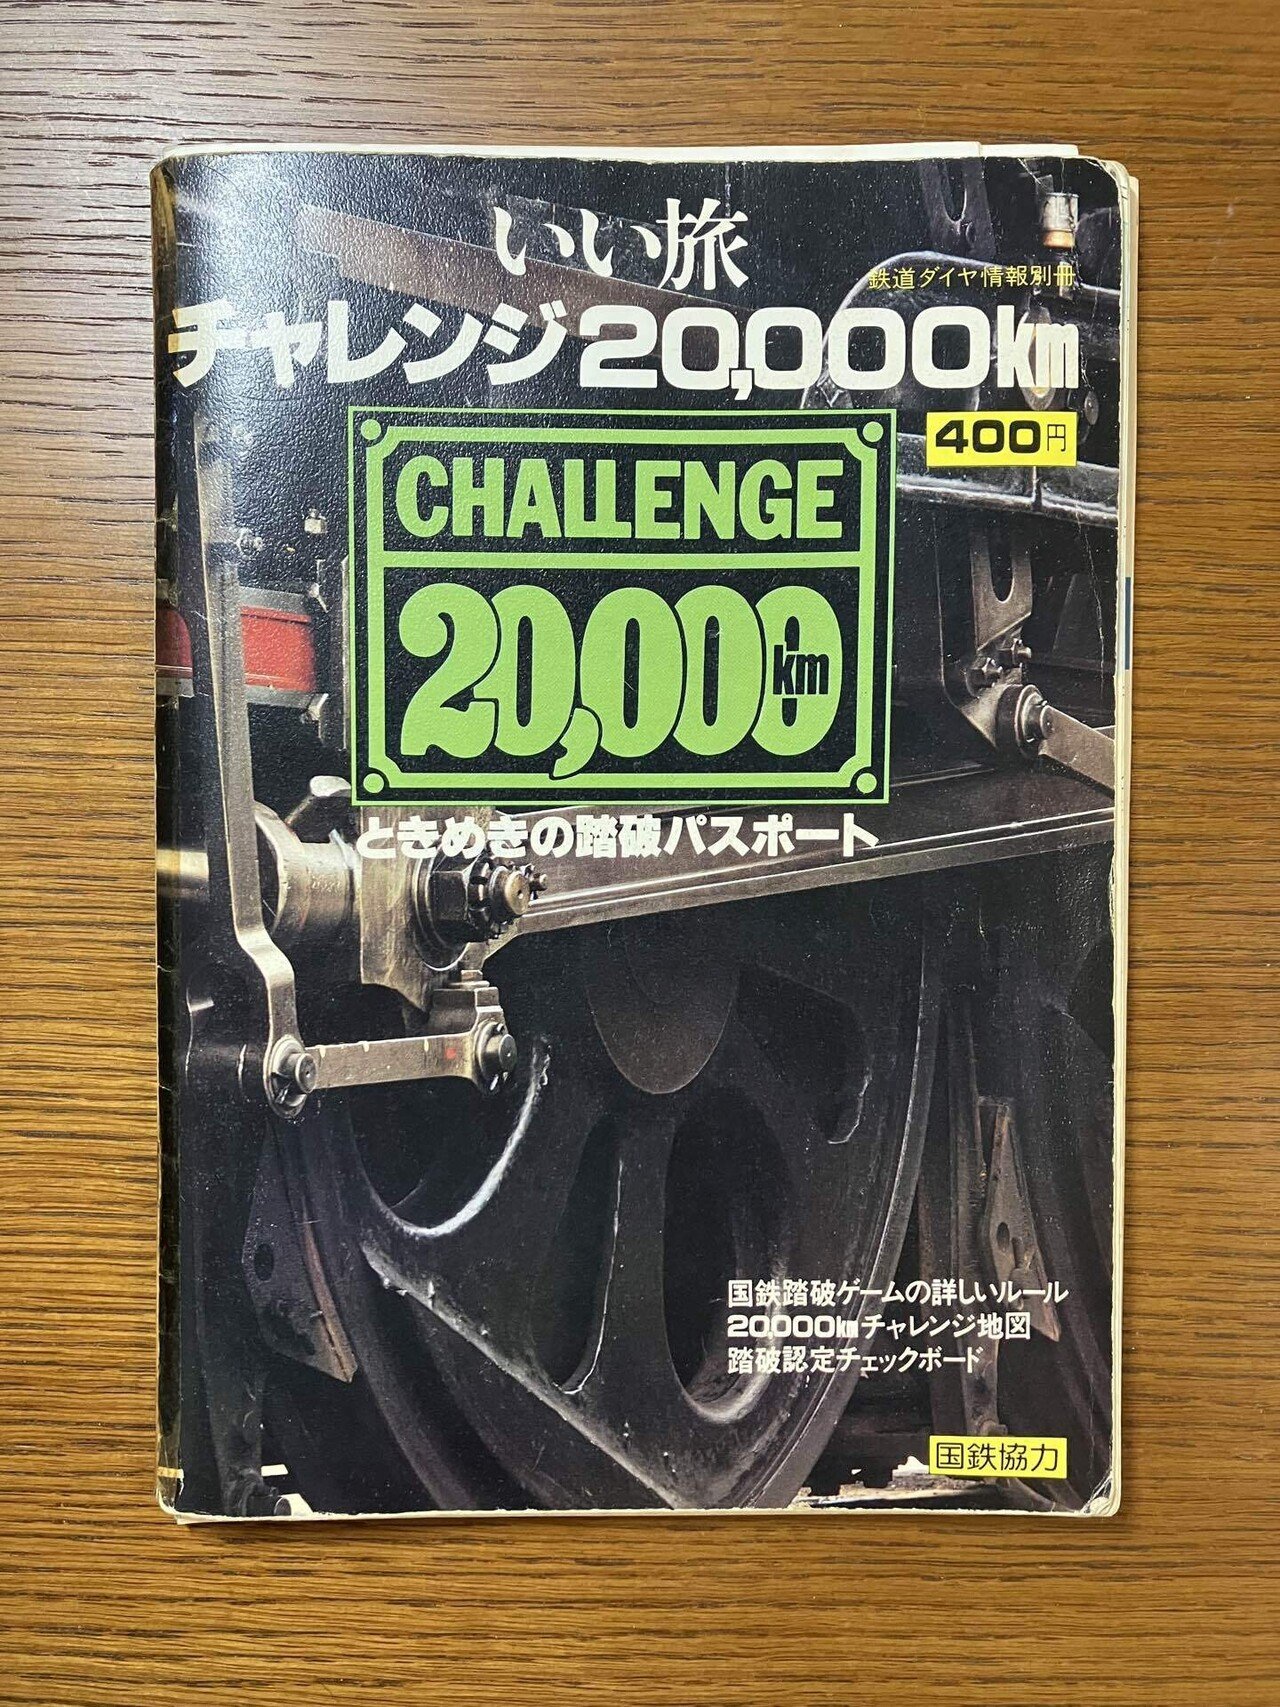 いい旅
鉄道ダイヤ情報別冊
チャレンジ20,000km
400円
CHALLENGE
20,000km
ときめきの踏破パスポート
国鉄踏破ゲームの詳しいルール
20,000kmチャレンジ地図
踏破認定チェックボード
国鉄協力